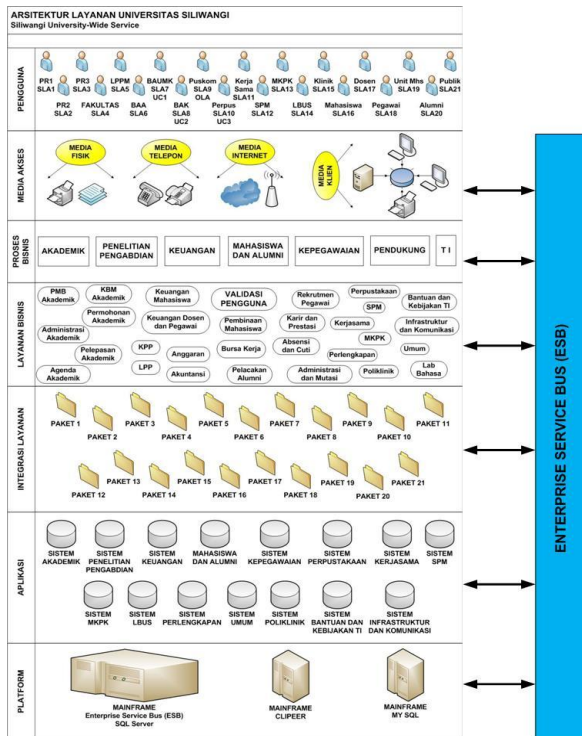 ARSITEKTUR LAYANAN UNIVERSITAS SILIWANGI
Siliwangi University-Wide Service
PENGGUNA
PR1
SLA1
PR3
SLA3
LPPM
SLA5
BAUMK
SLA7
UC1
Puskom
SLA9
OLA
Kerja
Sama
SLA11
MKPK
SLA13
Klinik
SLA15
Dosen
SLA17
Unit Mhs
SLA19
Publik
SLA21
PR2
SLA2
FAKULTAS
SLA4
BAA
SLA6
BAK
SLA8
UC2
Perpus
SLA10
UC3
SPM
SLA12
LBUS
SLA14
Mahasiswa
SLA16
Pegawai
SLA18
Alumni
SLA20
MEDIA AKSES
MEDIA
FISIK
MEDIA
TELEPON
MEDIA
INTERNET
MEDIA
KLIEN
PROSES
BISNIS
AKADEMIK
PENELITIAN
PENGABDIAN
KEUANGAN
MAHASISWA
DAN ALUMNI
KEPEGAWAIAN
PENDUKUNG
T I
LAYANAN BISNIS
PMB
Akademik
KBM
Akademik
Keuangan
Mahasiswa
VALIDASI
PENGGUNA
Rekrutmen
Pegawai
Perpustakaan
SPM
Bantuan dan
Kebijakan TI
Permohonan
Akademik
Administrasi
Akademik
Keuangan Dosen
dan Pegawai
Pembinaan
Mahasiswa
Karir dan
Prestasi
Kerjasama
Infrastruktur
dan Komunikasi
Pelepasan
Akademik
KPP
Anggaran
Bursa Kerja
Absensi
dan Cuti
MKPK
Perlengkapan
Umum
Agenda
Akademik
LPP
Akuntansi
Pelacakan
Alumni
Administrasi
dan Mutasi
Poliklinik
Lab
Bahasa
INTEGRASI LAYANAN
PAKET 1
PAKET 2
PAKET 3
PAKET 4
PAKET 5
PAKET 6
PAKET 7
PAKET 8
PAKET 9
PAKET 10
PAKET 11
PAKET 12
PAKET 13
PAKET 14
PAKET 15
PAKET 16
PAKET 17
PAKET 18
PAKET 19
PAKET 20
PAKET 21
APLIKASI
SISTEM
AKADEMIK
SISTEM
PENELITIAN
PENGABDIAN
SISTEM
KEUANGAN
MAHASISWA
DAN ALUMNI
SISTEM
KEPEGAWAIAN
SISTEM
PERPUSTAKAAN
SISTEM
KERJASAMA
SISTEM
SPM
SISTEM
MKPK
SISTEM
LBUS
SISTEM
PERLENGKAPAN
SISTEM
UMUM
SISTEM
POLIKLINIK
SISTEM
BANTUAN DAN
KEBIJAKAN TI
SISTEM
INFRASTRUKTUR
DAN KOMUNIKASI
PLATFORM
MAINFRAME
Enterprise Service Bus (ESB)
SQL Server
MAINFRAME
CLIPEER
MAINFRAME
MY SQL
ENTERPRISE SERVICE BUS (ESB)